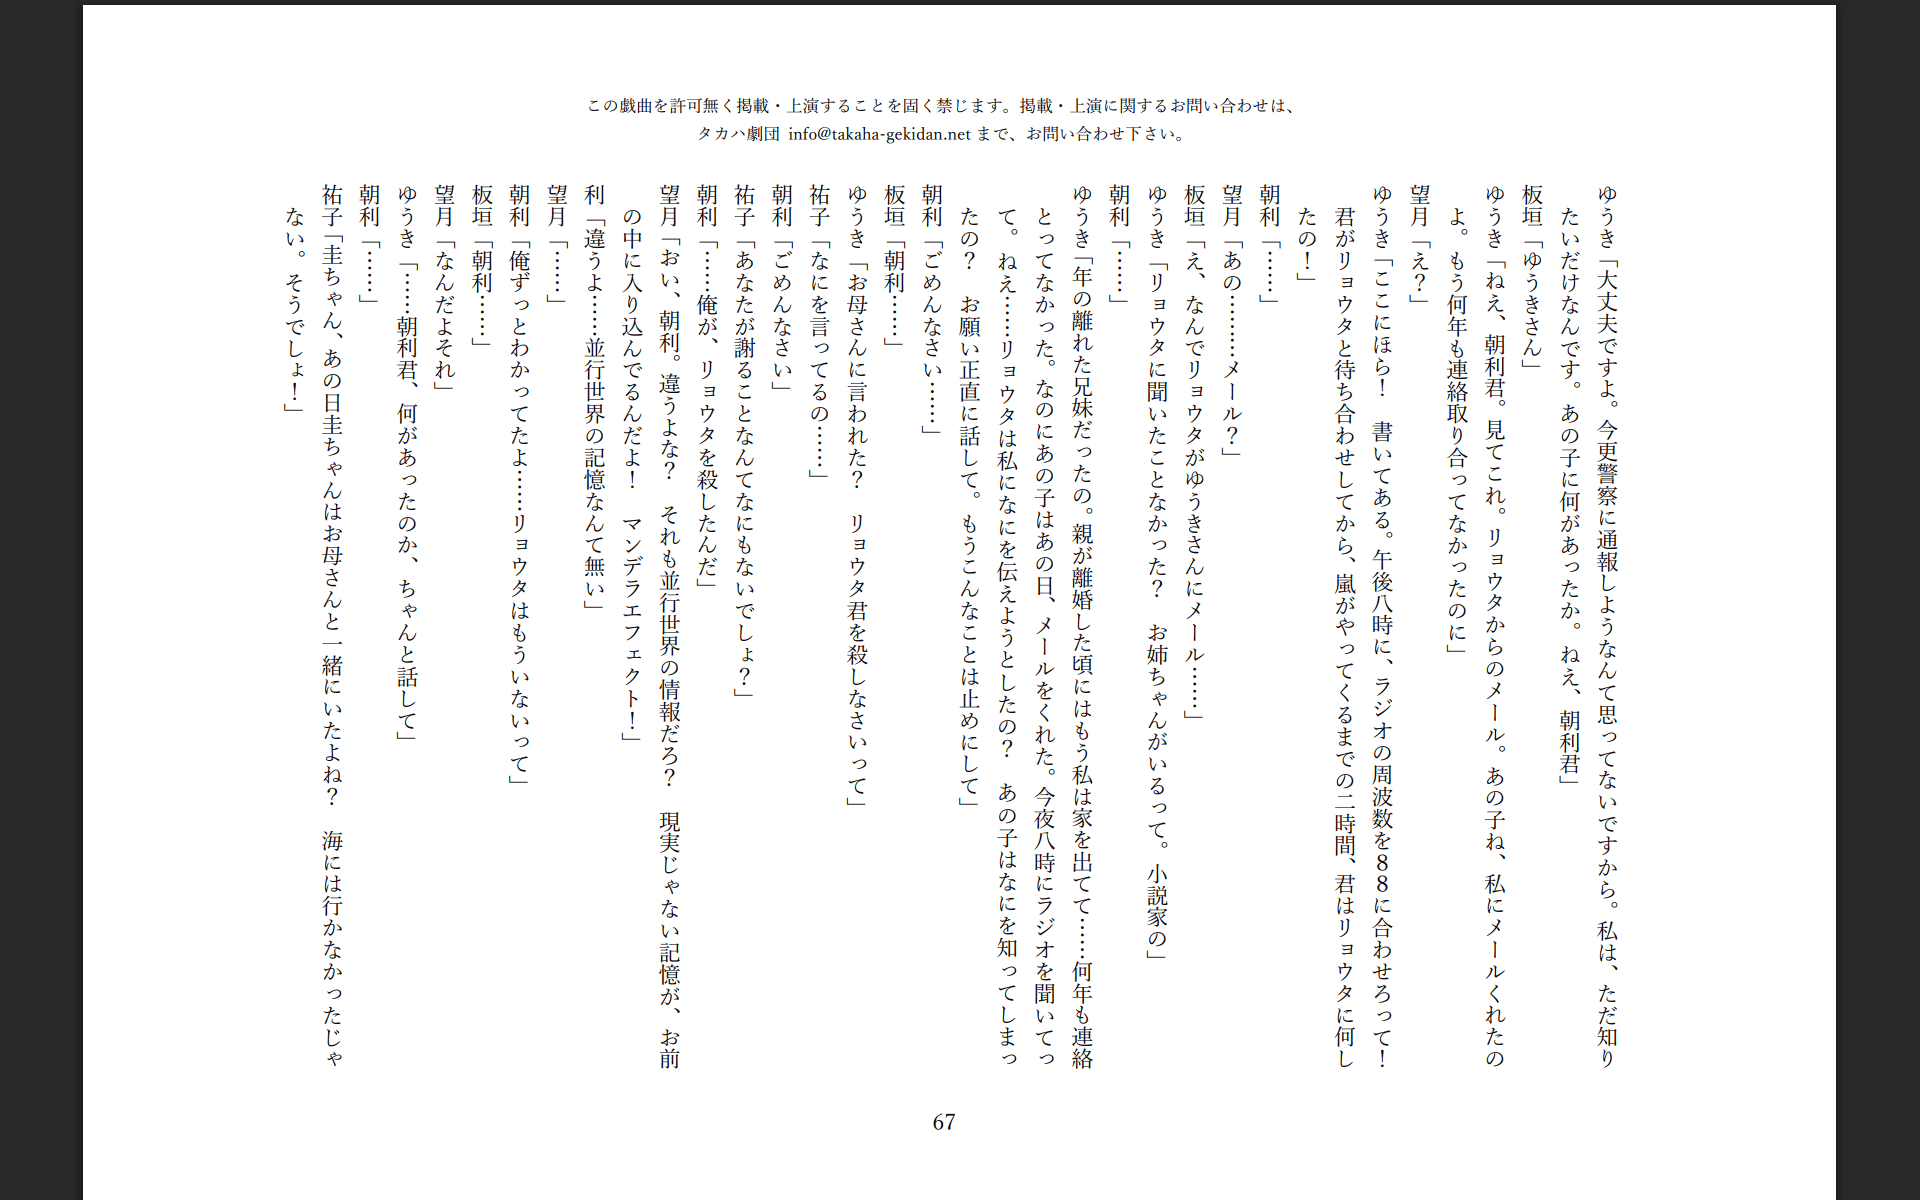 この戯曲を許可無く掲載・上演することを固く禁じます。掲載・上演に関するお問い合わせは、
タカハ劇団 info@takaha-gekidan.net まで、お問い合わせ下さい。
ゆうき「大丈夫ですよ。今更警察に通報しようなんて思ってないですから。私は、ただ知り
たいだけなんです。あの子に何があったか。ねえ、朝利君」
板垣「ゆうきさん」
ゆうき「ねえ、朝利君。見てこれ。リョウタからのメール。あの子ね、私にメールくれたの
よ。もう何年も連絡取り合ってなかったのに」
望月「え？」
ゆうき「ここにほら！　書いてある。午後八時に、ラジオの周波数を８８に合わせろって！
君がリョウタと待ち合わせしてから、嵐がやってくるまでの二時間、君はリョウタに何し
たの！」
朝利「……」
望月「あの………メール？」
板垣「え、なんでリョウタがゆうきさんにメール……」
ゆうき「リョウタに聞いたことなかった？　お姉ちゃんがいるって。小説家の」
朝利「……」
ゆうき「年の離れた兄妹だったの。親が離婚した頃にはもう私は家を出てて……何年も連絡
とってなかった。なのにあの子はあの日、メールをくれた。今夜八時にラジオを聞いてっ
て。ねえ……リョウタは私になにを伝えようとしたの？　あの子はなにを知ってしまっ
たの？　お願い正直に話して。もうこんなことは止めにして」
朝利「ごめんなさい……」
板垣「朝利……」
ゆうき「お母さんに言われた？　リョウタ君を殺しなさいって」
祐子「なにを言ってるの……」
朝利「ごめんなさい」
祐子「あなたが謝ることなんてなにもないでしょ？」
朝利「……俺が、リョウタを殺したんだ」
望月「おい、朝利。違うよな？　それも並行世界の情報だろ？　現実じゃない記憶が、お前
の中に入り込んでるんだよ！　マンデラエフェクト！」
利「違うよ……並行世界の記憶なんて無い」
望月「……」
朝利「俺ずっとわかってたよ……リョウタはもういないって」
板垣「朝利……」
望月「なんだよそれ」
ゆうき「……朝利君、何があったのか、ちゃんと話して」
朝利「……」
祐子「圭ちゃん、あの日圭ちゃんはお母さんと一緒にいたよね？　海には行かなかったじゃ
ない。そうでしょ！」
67